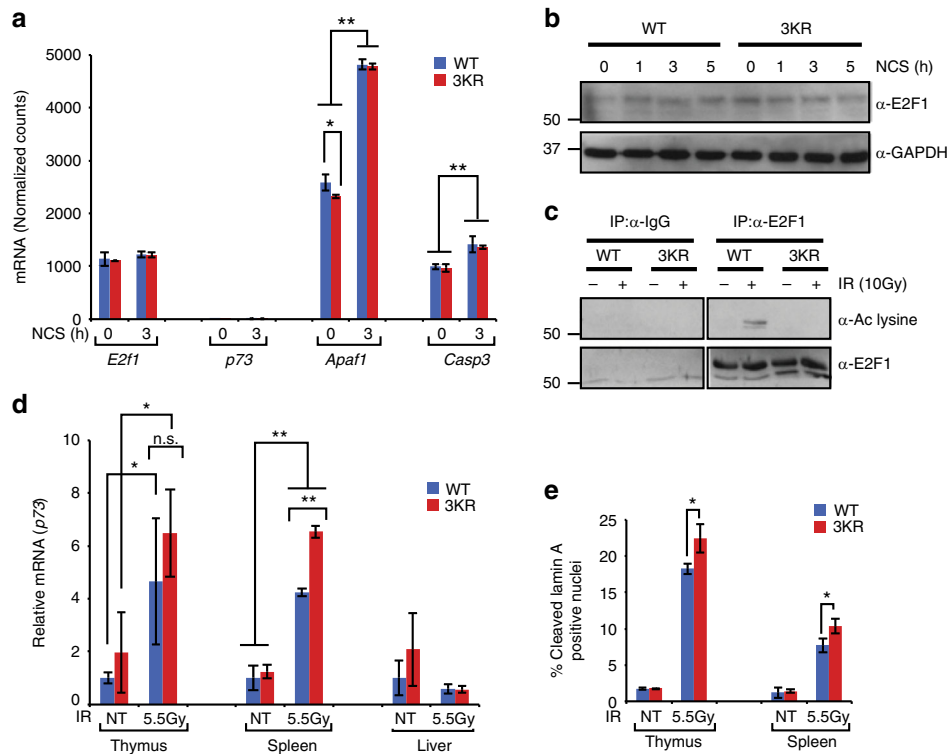 a
mRNA (Normalized counts)
5000
4000
3000
2000
1000
0
**
*
**
WT
3KR
NCS (h)
0 3 0 3 0 3 0 3
E2f1 p73 Apaf1 Casp3
b
WT 3KR
0 1 3 5 0 1 3 5 NCS (h)
α-E2F1
50
37
α-GAPDH
c
IP:α-IgG IP:α-E2F1
WT 3KR WT 3KR
– + – + – + – + IR (10Gy)
α-Ac lysine
50
α-E2F1
50
d
Relative mRNA (p73)
10
8
6
4
2
0
*
n.s.
*
**
**
WT
3KR
IR NT 5.5Gy NT 5.5Gy NT 5.5Gy
Thymus Spleen Liver
e
% Cleaved lamin A
positive nuclei
25
20
15
10
5
0
*
*
WT
3KR
IR NT 5.5Gy NT 5.5Gy
Thymus Spleen